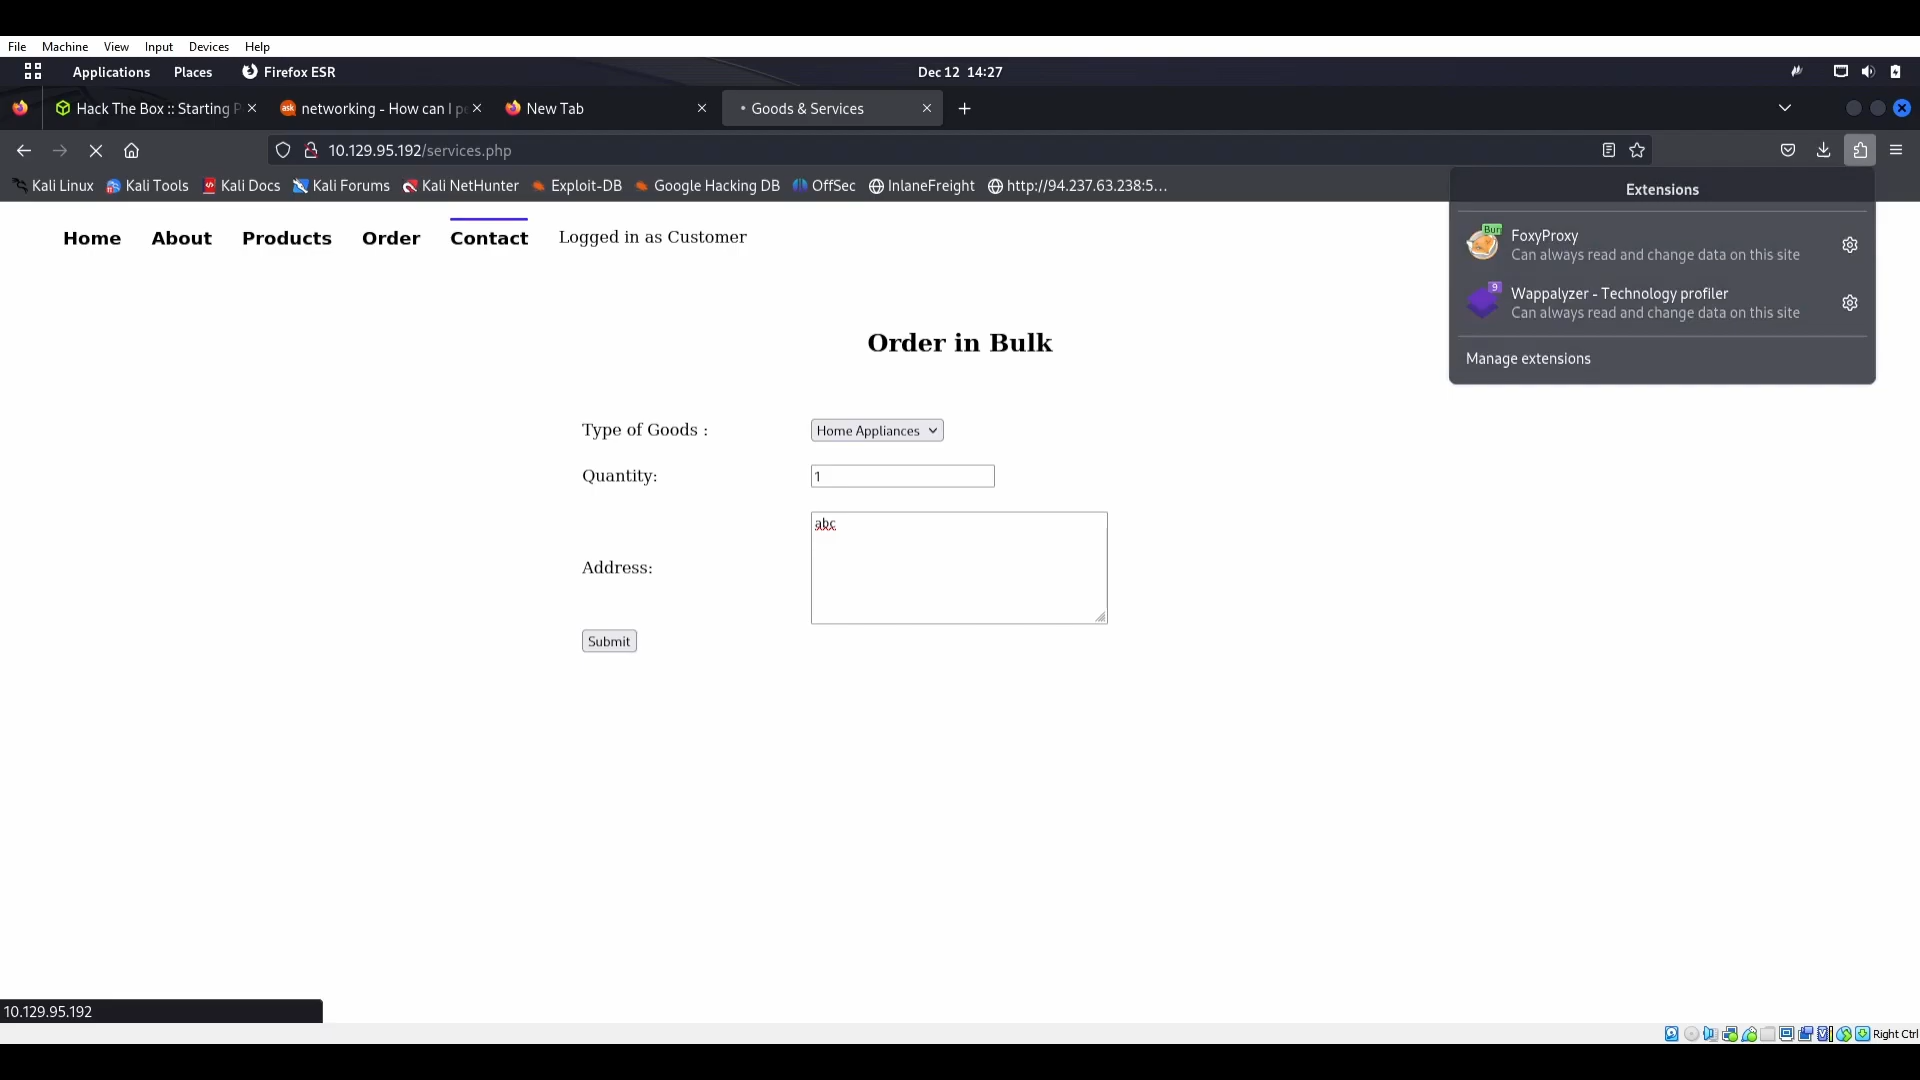 File Machine View Input Devices Help
Applications Places Firefox ESR Dec 12 14:27
Hack The Box :: Starting P ask networking - How can I po New Tab • Goods & Services
10.129.95.192/services.php
Kali Linux Kali Tools Kali Docs Kali Forums Kali NetHunter Exploit-DB Google Hacking DB OffSec InlaneFreight http://94.237.63.238:5...
Extensions
Bur FoxyProxy
Can always read and change data on this site
9 Wappalyzer - Technology profiler
Can always read and change data on this site
Manage extensions
Home About Products Order Contact Logged in as Customer
Order in Bulk
Type of Goods : Home Appliances
Quantity: 1
Address: abc
Submit
10.129.95.192
Right Ctrl